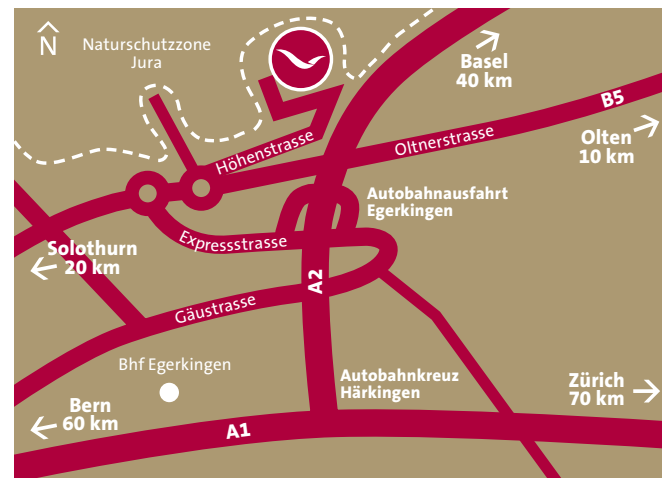 N
Naturschutzzone
Jura
Basel
40 km
B5
Olten
10 km
Höhenstrasse
Oltnerstrasse
Autobahnausfahrt
Egerkingen
Expressstrasse
Solothurn
20 km
A2
Gäustrasse
Bhf Egerkingen
Autobahnkreuz
Härkingen
Zürich
70 km
Bern
60 km
A1